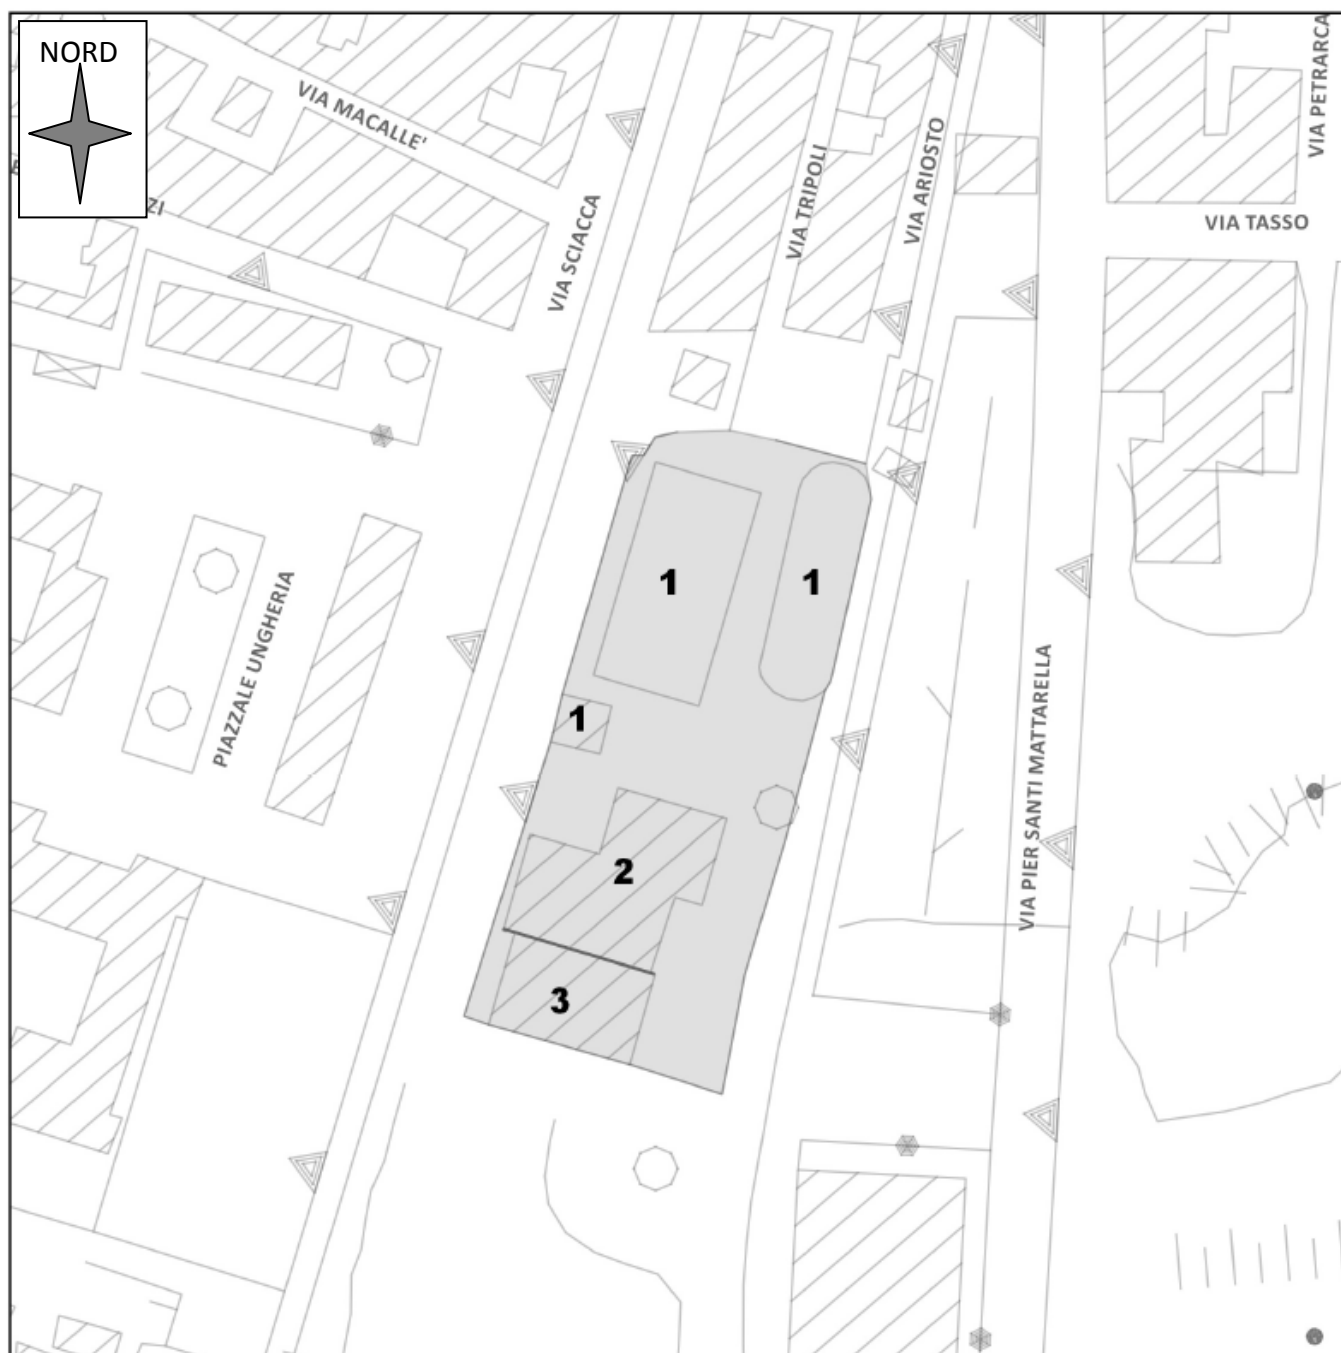 NORD
VIA MACALLE'
VIA SCIACCA
VIA TRIPOLI
VIA ARIOSTO
VIA PETRARCA
VIA TASSO
ZI
1
1
1
PIAZZALE UNGHERIA
2
VIA PIER SANTI MATTARELLA
3